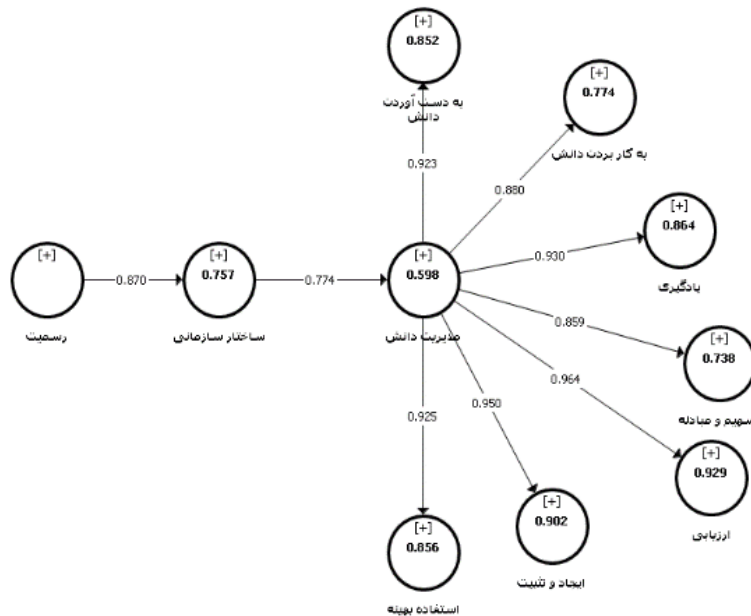 [+]
0.852
به دست آوردن
دانش
[+]
0.774
به کار بردن دانش
0.923
0.880
[+]
0.864
یادگیری
0.930
[+]
رسمیت
0.870
[+]
0.757
ساختار سازمانی
0.774
[+]
0.598
مدیریت دانش
0.859
[+]
0.738
سهیم و مبادله
0.964
0.950
0.925
[+]
0.929
ارزیابی
[+]
0.902
ایجاد و تثبیت
[+]
0.856
استفاده بهینه